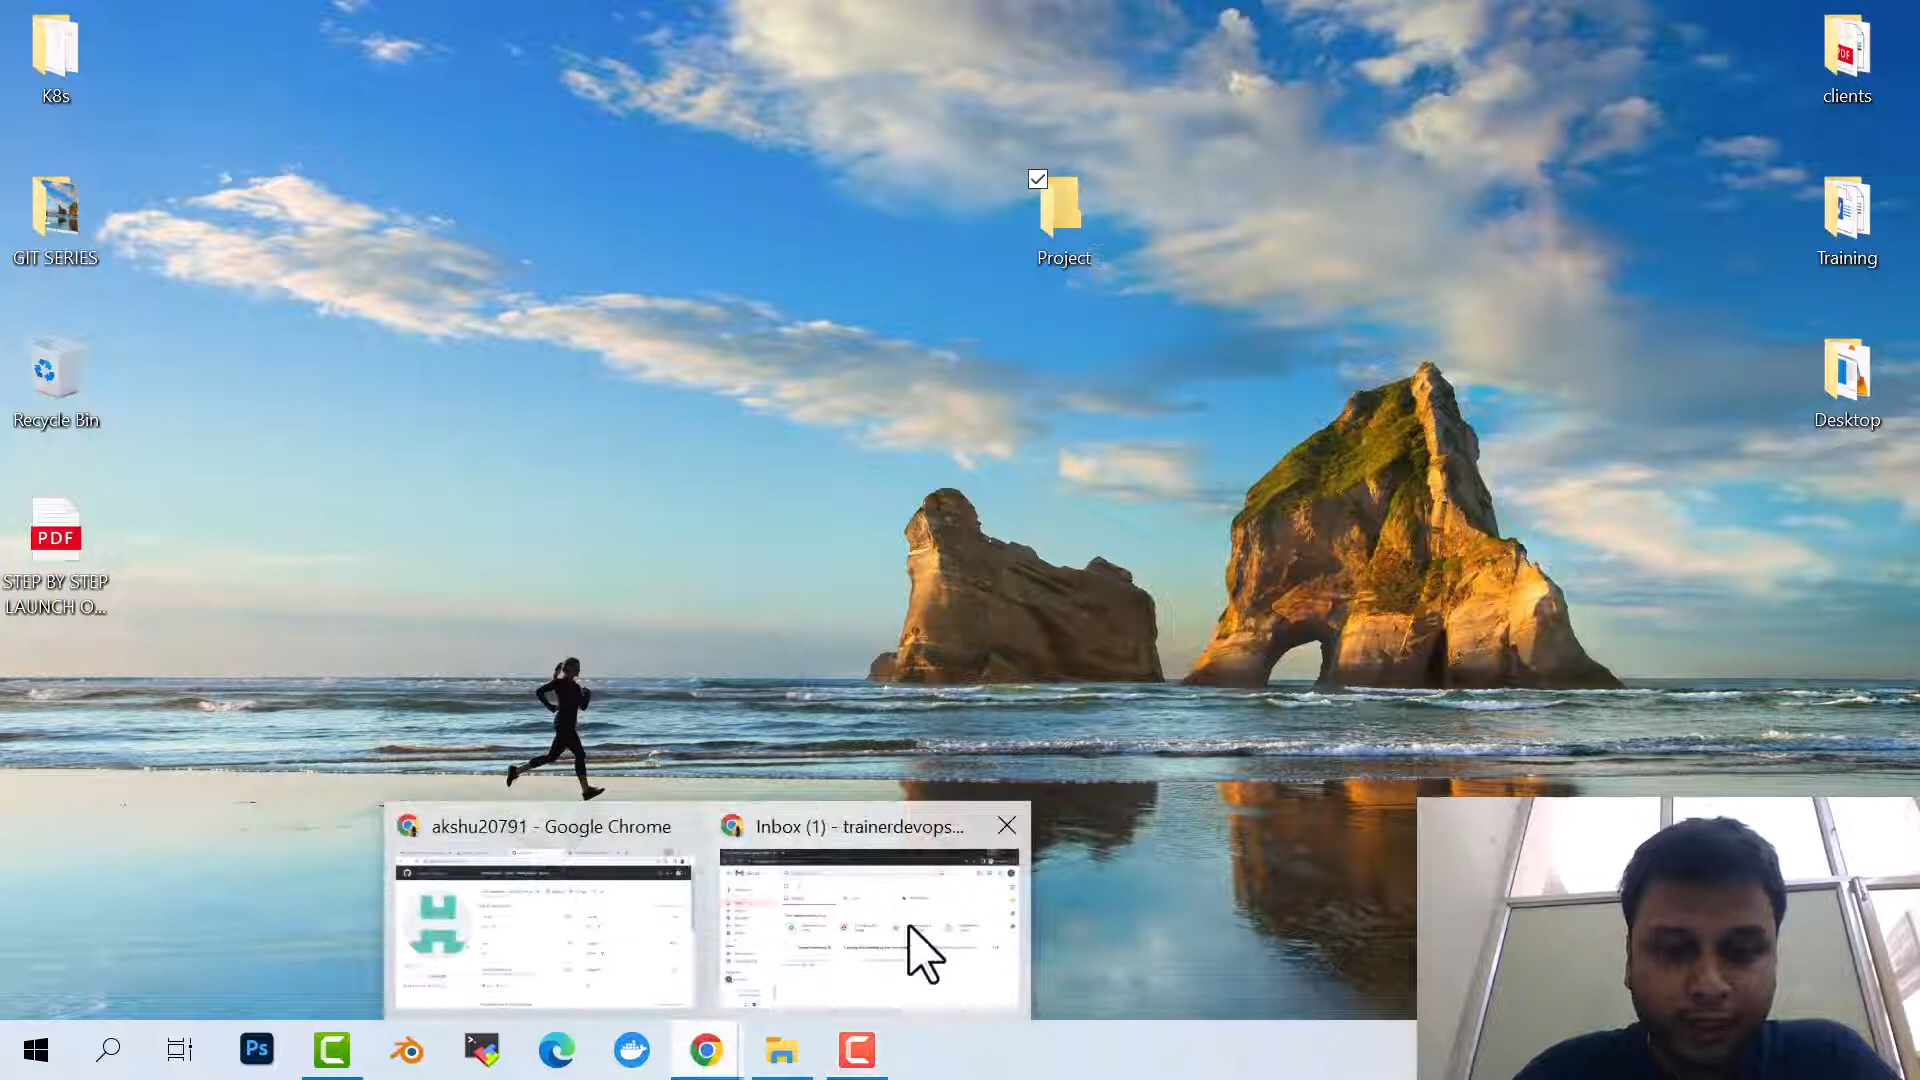 K8s
clients
PDF
GIT SERIES
Project
Training
Recycle Bin
Desktop
PDF
STEP BY STEP
LAUNCH O...
akshu20791 - Google Chrome
Inbox (1) - trainerdevops...
Ps